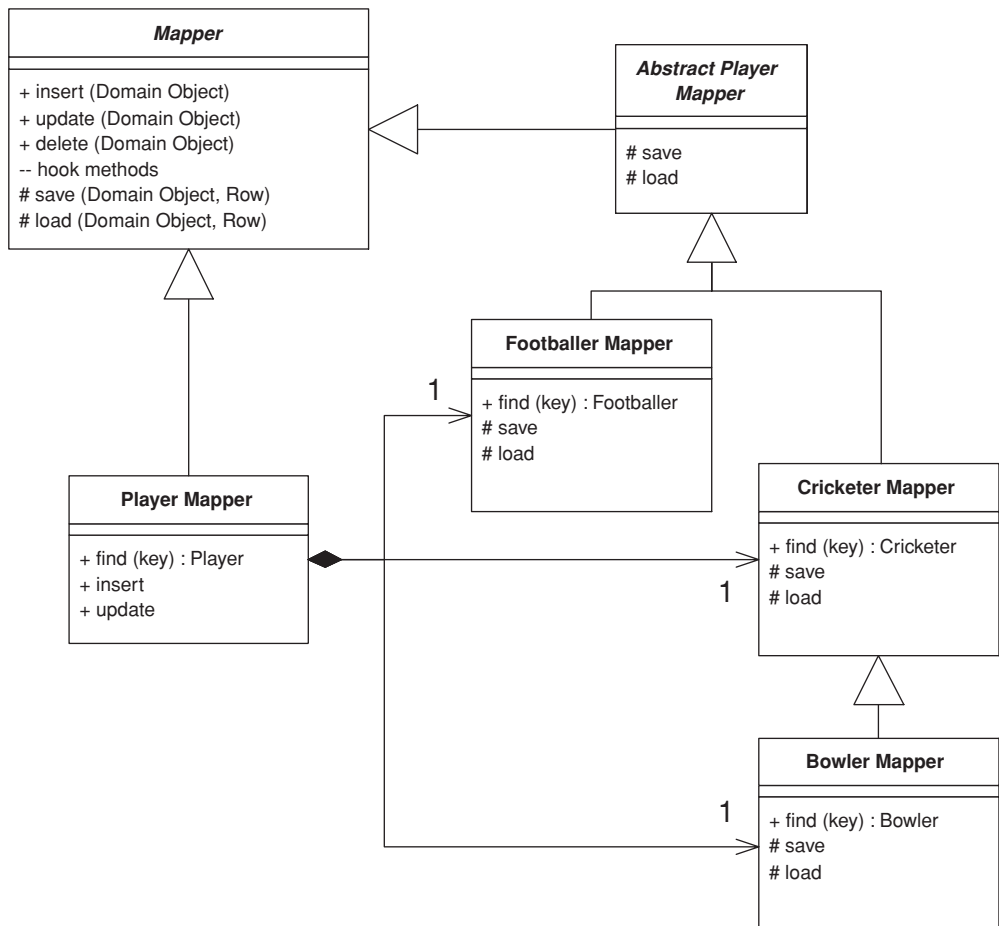 Mapper
+ insert (Domain Object)
+ update (Domain Object)
+ delete (Domain Object)
-- hook methods
# save (Domain Object, Row)
# load (Domain Object, Row)
Abstract Player
Mapper
# save
# load
Footballer Mapper
+ find (key) : Footballer
# save
# load
1
Player Mapper
+ find (key) : Player
+ insert
+ update
Cricketer Mapper
+ find (key) : Cricketer
# save
# load
1
Bowler Mapper
+ find (key) : Bowler
# save
# load
1